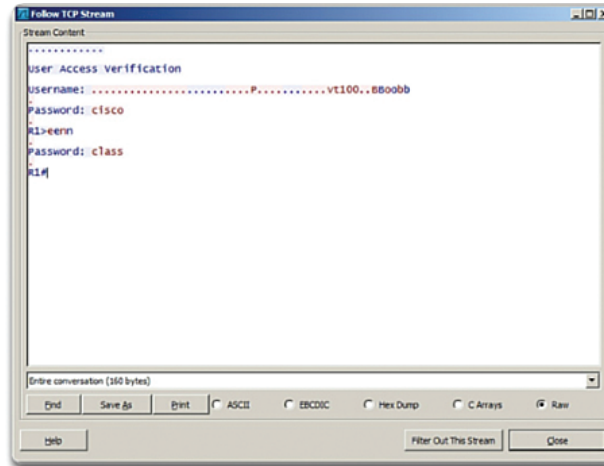 Follow TCP Stream
Stream Content
............
User Access Verification
Username: ...........................P............vt100..BBoobb
.
Password: cisco
.
R1>eenn
.
Password: class
.
R1#
Entire conversation (160 bytes)
Find
Save As
Print
ASCII
EBCDIC
Hex Dump
C Arrays
Raw
Help
Filter Out This Stream
Close